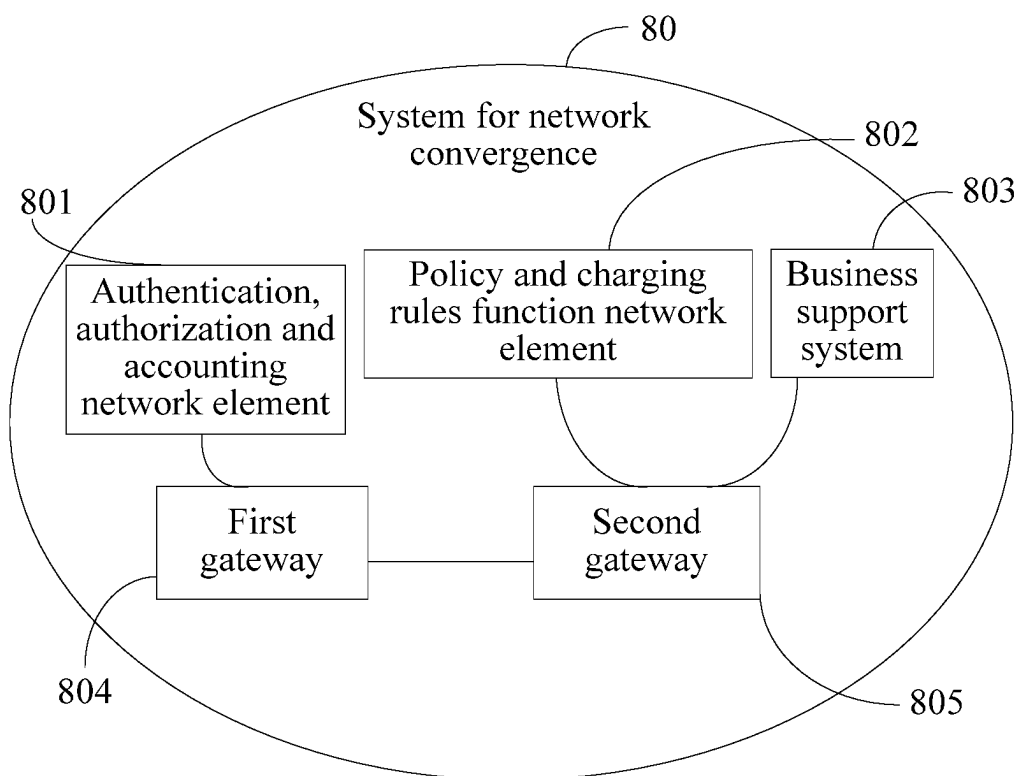 80
System for network
convergence
802
803
801
Authentication,
authorization and
accounting
network element
Policy and charging
rules function network
element
Business
support
system
First
gateway
Second
gateway
804
805